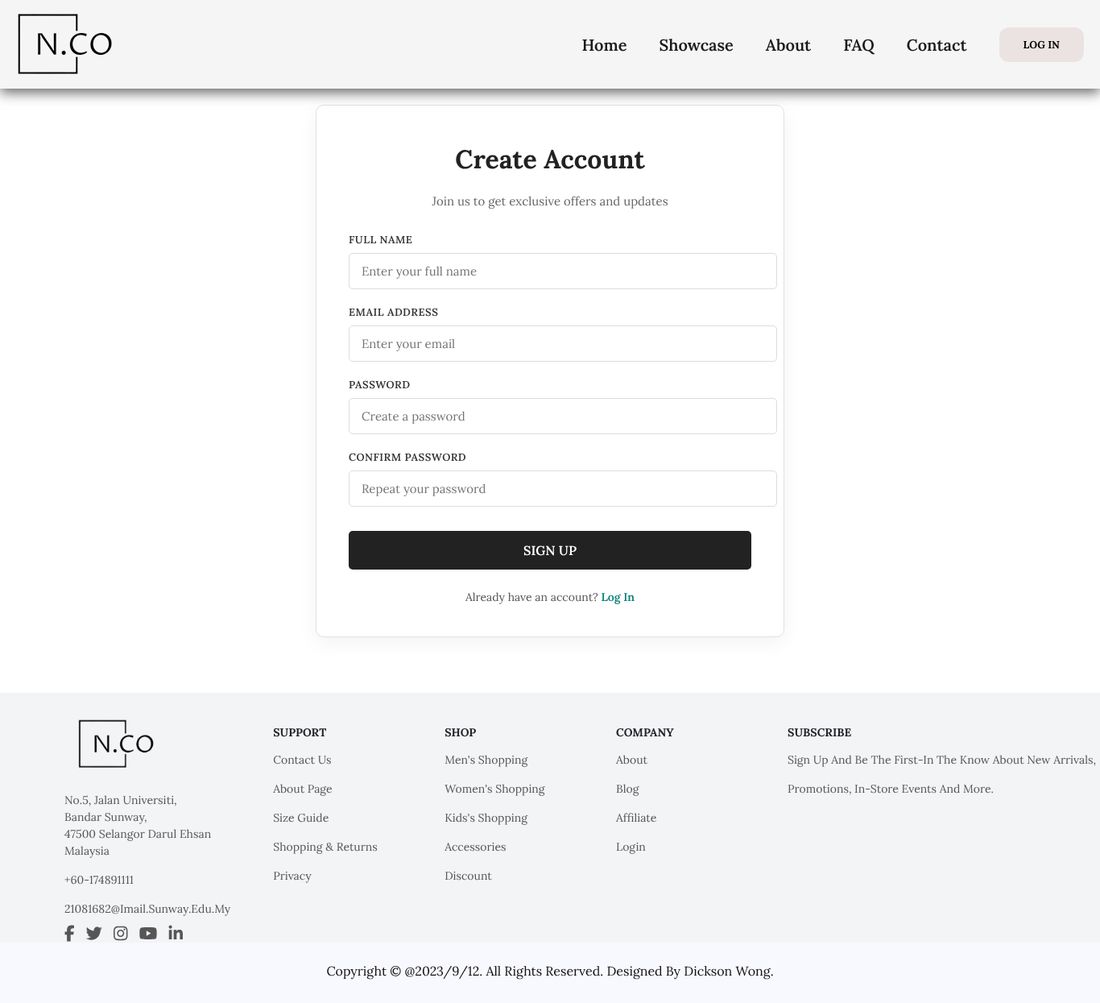 N.CO
Home Showcase About FAQ Contact LOG IN
Create Account
Join us to get exclusive offers and updates
FULL NAME
Enter your full name
EMAIL ADDRESS
Enter your email
PASSWORD
Create a password
CONFIRM PASSWORD
Repeat your password
SIGN UP
Already have an account? Log In
N.CO
No.5, Jalan Universiti,
Bandar Sunway,
47500 Selangor Darul Ehsan
Malaysia
+60-174891111
21081682@Imail.Sunway.Edu.My
SUPPORT
Contact Us
About Page
Size Guide
Shopping & Returns
Privacy
SHOP
Men's Shopping
Women's Shopping
Kid's Shopping
Accessories
Discount
COMPANY
About
Blog
Affiliate
Login
SUBSCRIBE
Sign Up And Be The First-In The Know About New Arrivals,
Promotions, In-Store Events And More.
Copyright © @2023/9/12. All Rights Reserved. Designed By Dickson Wong.